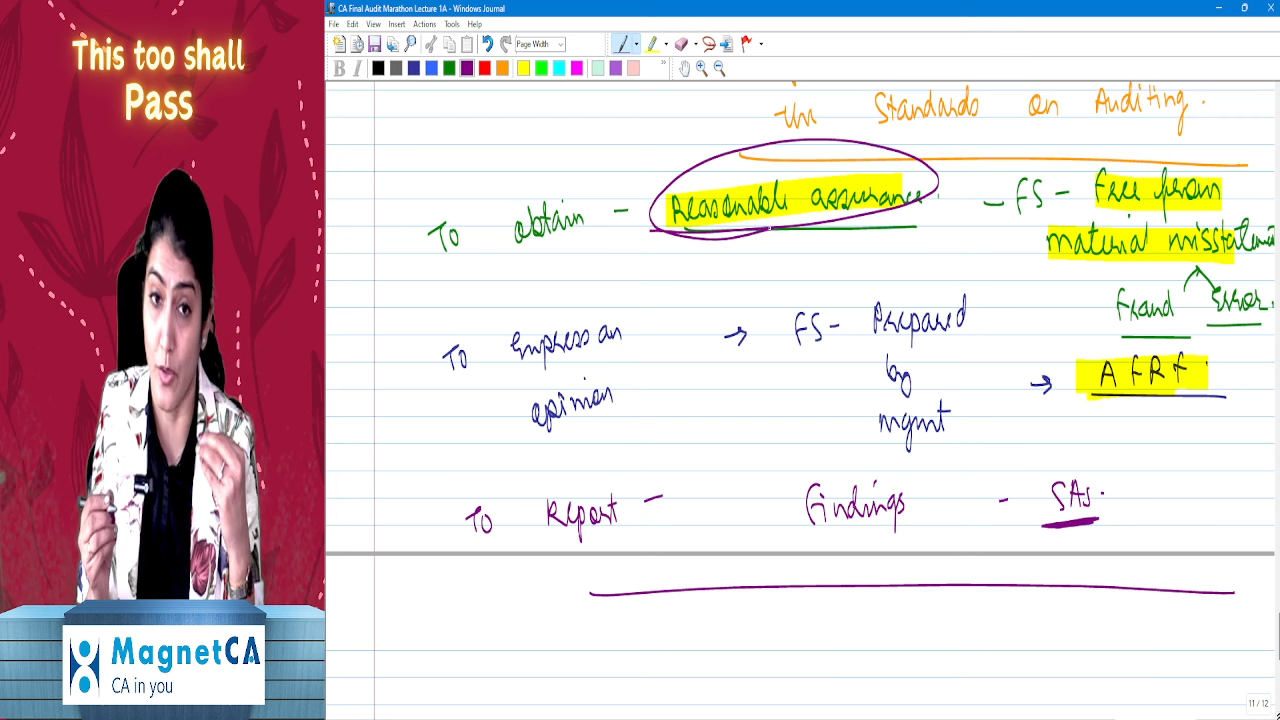 This too shall
Pass
CA Final Audit Marathon Lecture 1A - Windows Journal
File Edit View Insert Actions Tools Help
Page Width
B I
in Standards on Auditing.
To obtain - Reasonable assurance - FS - Free from
material misstatement
Fraud Error.
To express an opinion → FS - Prepared by mgmt → AFRF.
To Report - findings - SAs.
MagnetCA
CA in you
11 / 12